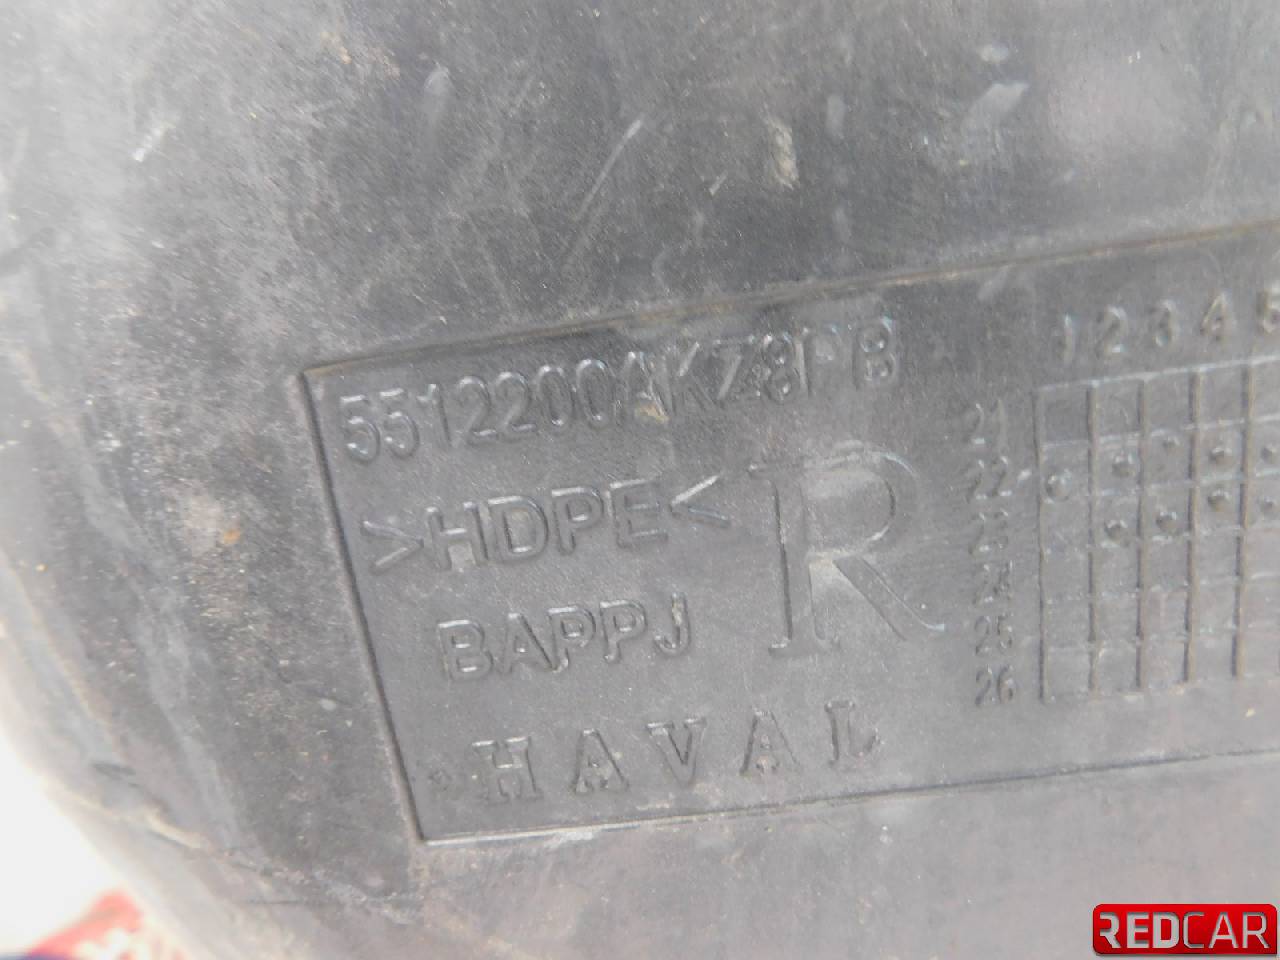 5512200AKZ8PB
>HDPE<
R
BAPPJ
HAVAL
1 2 3 4 5
21
22
23
24
25
26
REDCAR